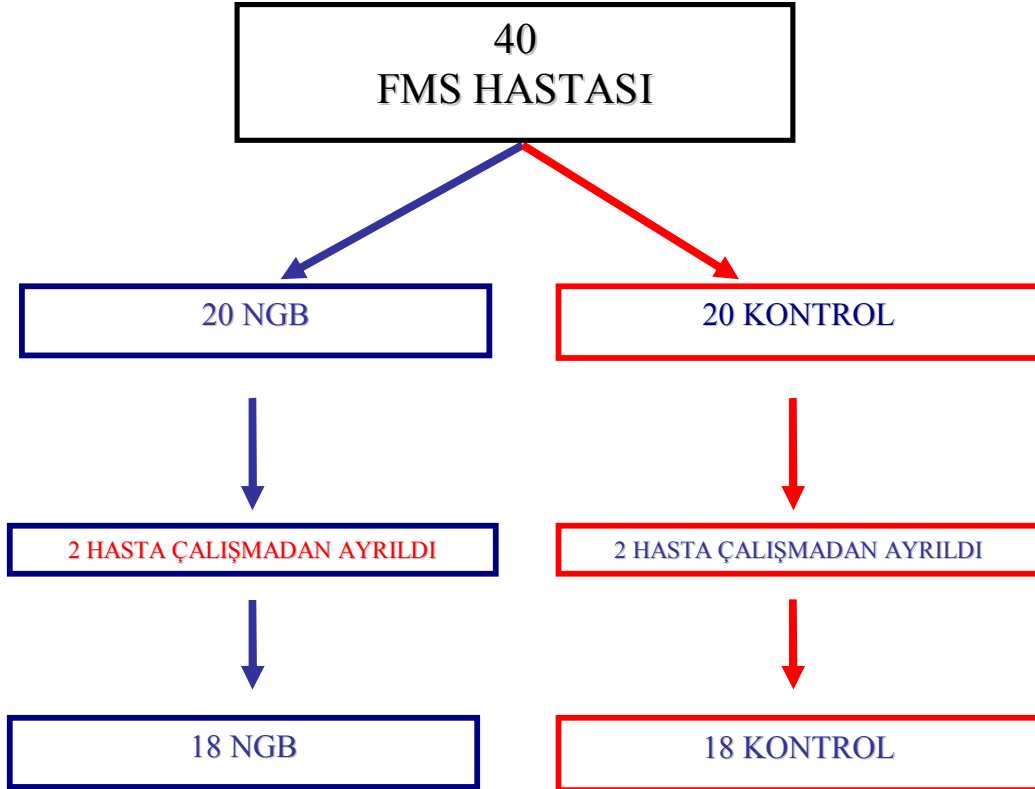 40
FMS HASTASI
20 NGB
20 KONTROL
2 HASTA ÇALIŞMADAN AYRILDI
2 HASTA ÇALIŞMADAN AYRILDI
18 NGB
18 KONTROL